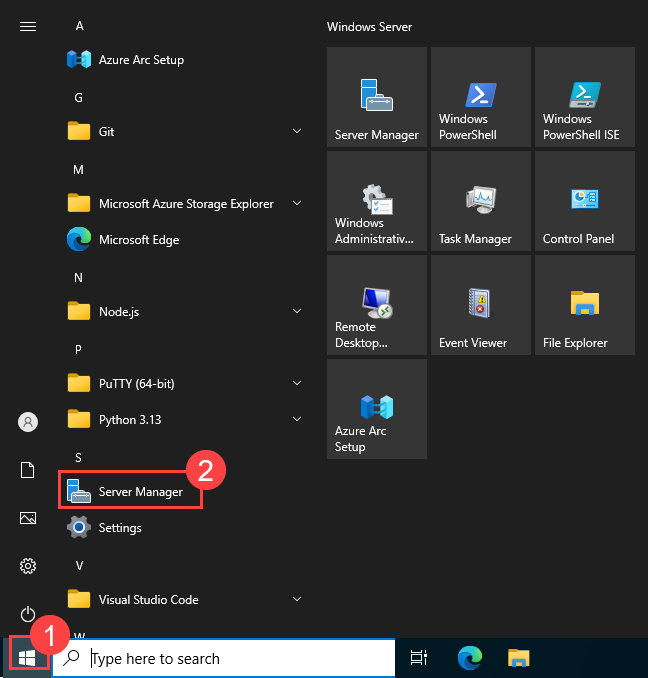 A
Azure Arc Setup
G
Git
M
Microsoft Azure Storage Explorer
Microsoft Edge
N
Node.js
P
PuTTY (64-bit)
Python 3.13
S
Server Manager
2
Settings
V
Visual Studio Code
W
Windows Server
Server Manager
Windows
PowerShell
Windows
PowerShell ISE
Windows
Administrativ...
Task Manager
Control Panel
Remote
Desktop...
Event Viewer
File Explorer
Azure Arc
Setup
1
Type here to search